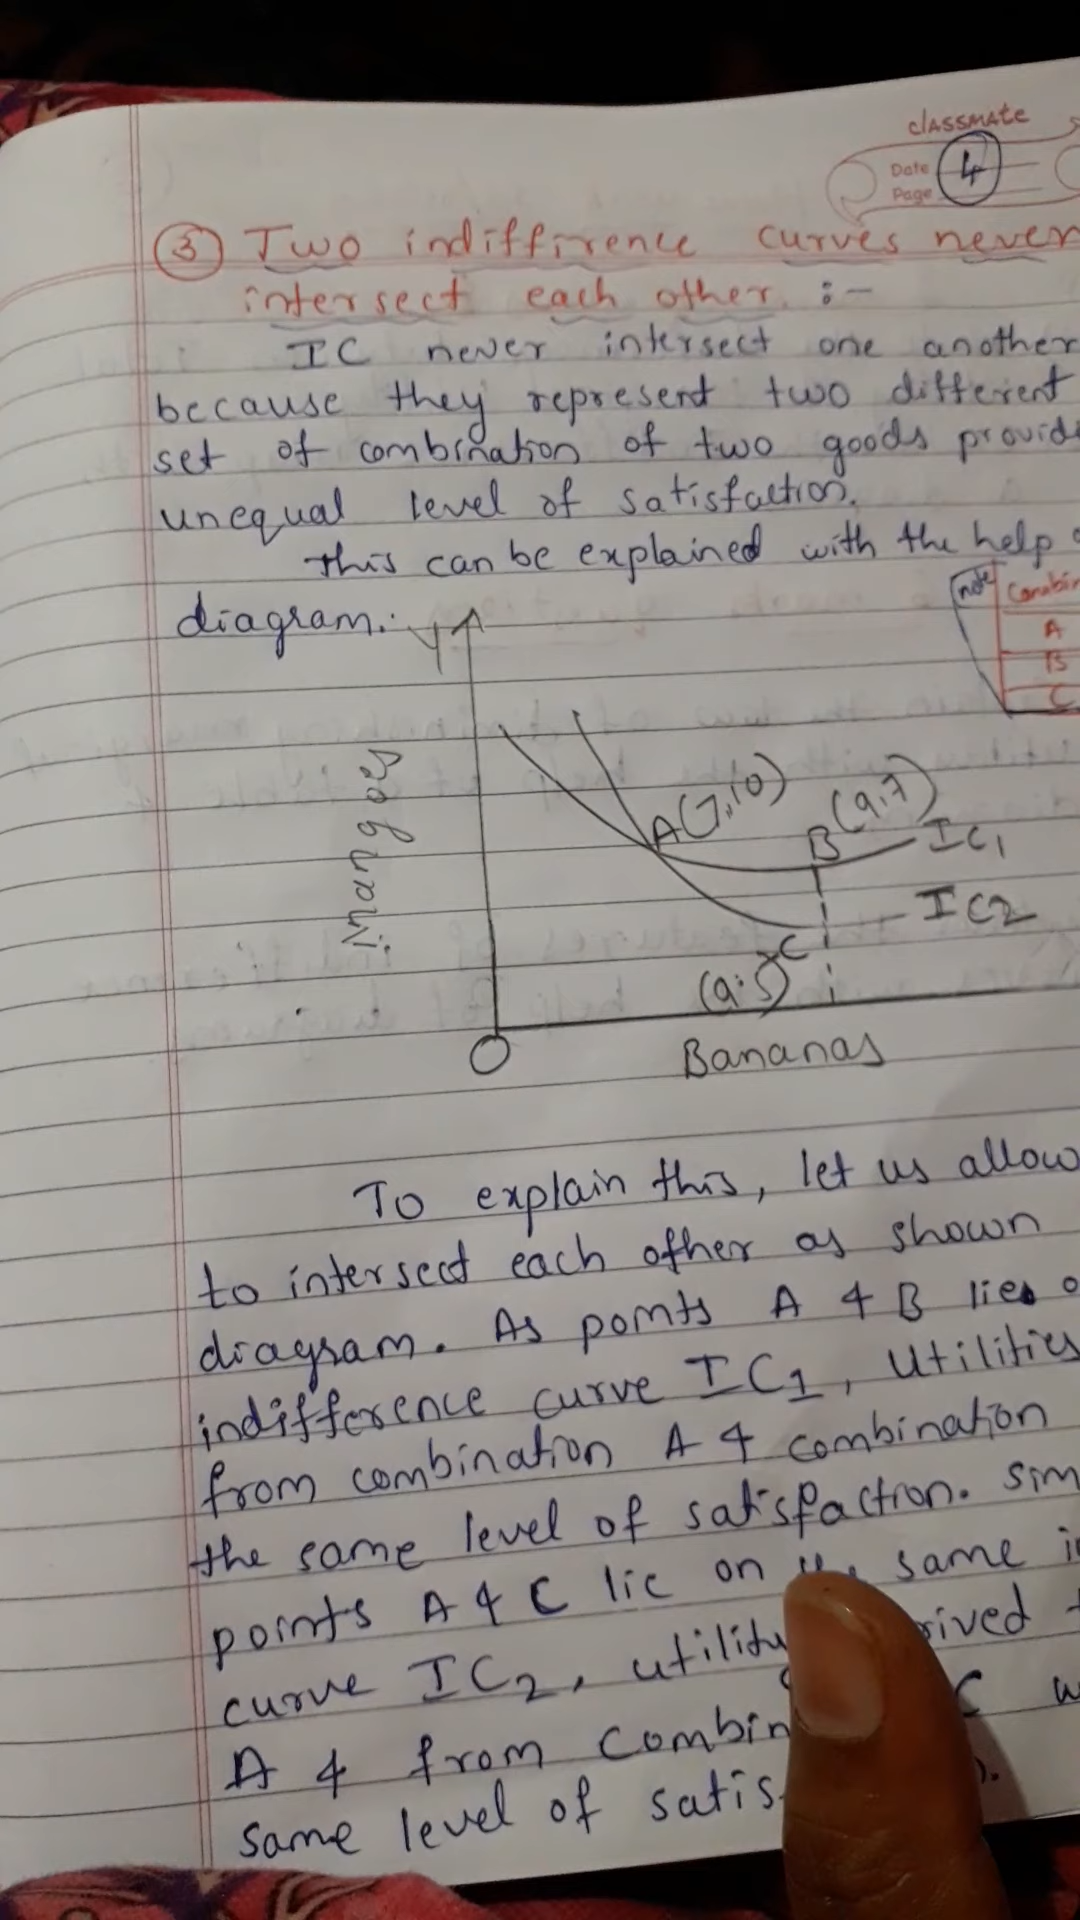 classmate
Date
Page 4
3 Two indiffirence curves never
intersect each other :-
IC never intersect one another
because they represent two different
set of combination of two goods provid
unequal level of satisfaction.
This can be explained with the help
diagram.
note Combin
A
B
C
Y
Mangoes
A(7,10) B(9,7)
IC1
IC2
C
(9,5)
O
Bananas
To explain this, let us allow
to intersect each other as shown
diagram. As points A & B lies
indifference curve IC1, utilities
from combination A & combination
the same level of satisfaction. Sim
points A & C lie on same
curve IC2, utility
A & from combin C
same level of satis